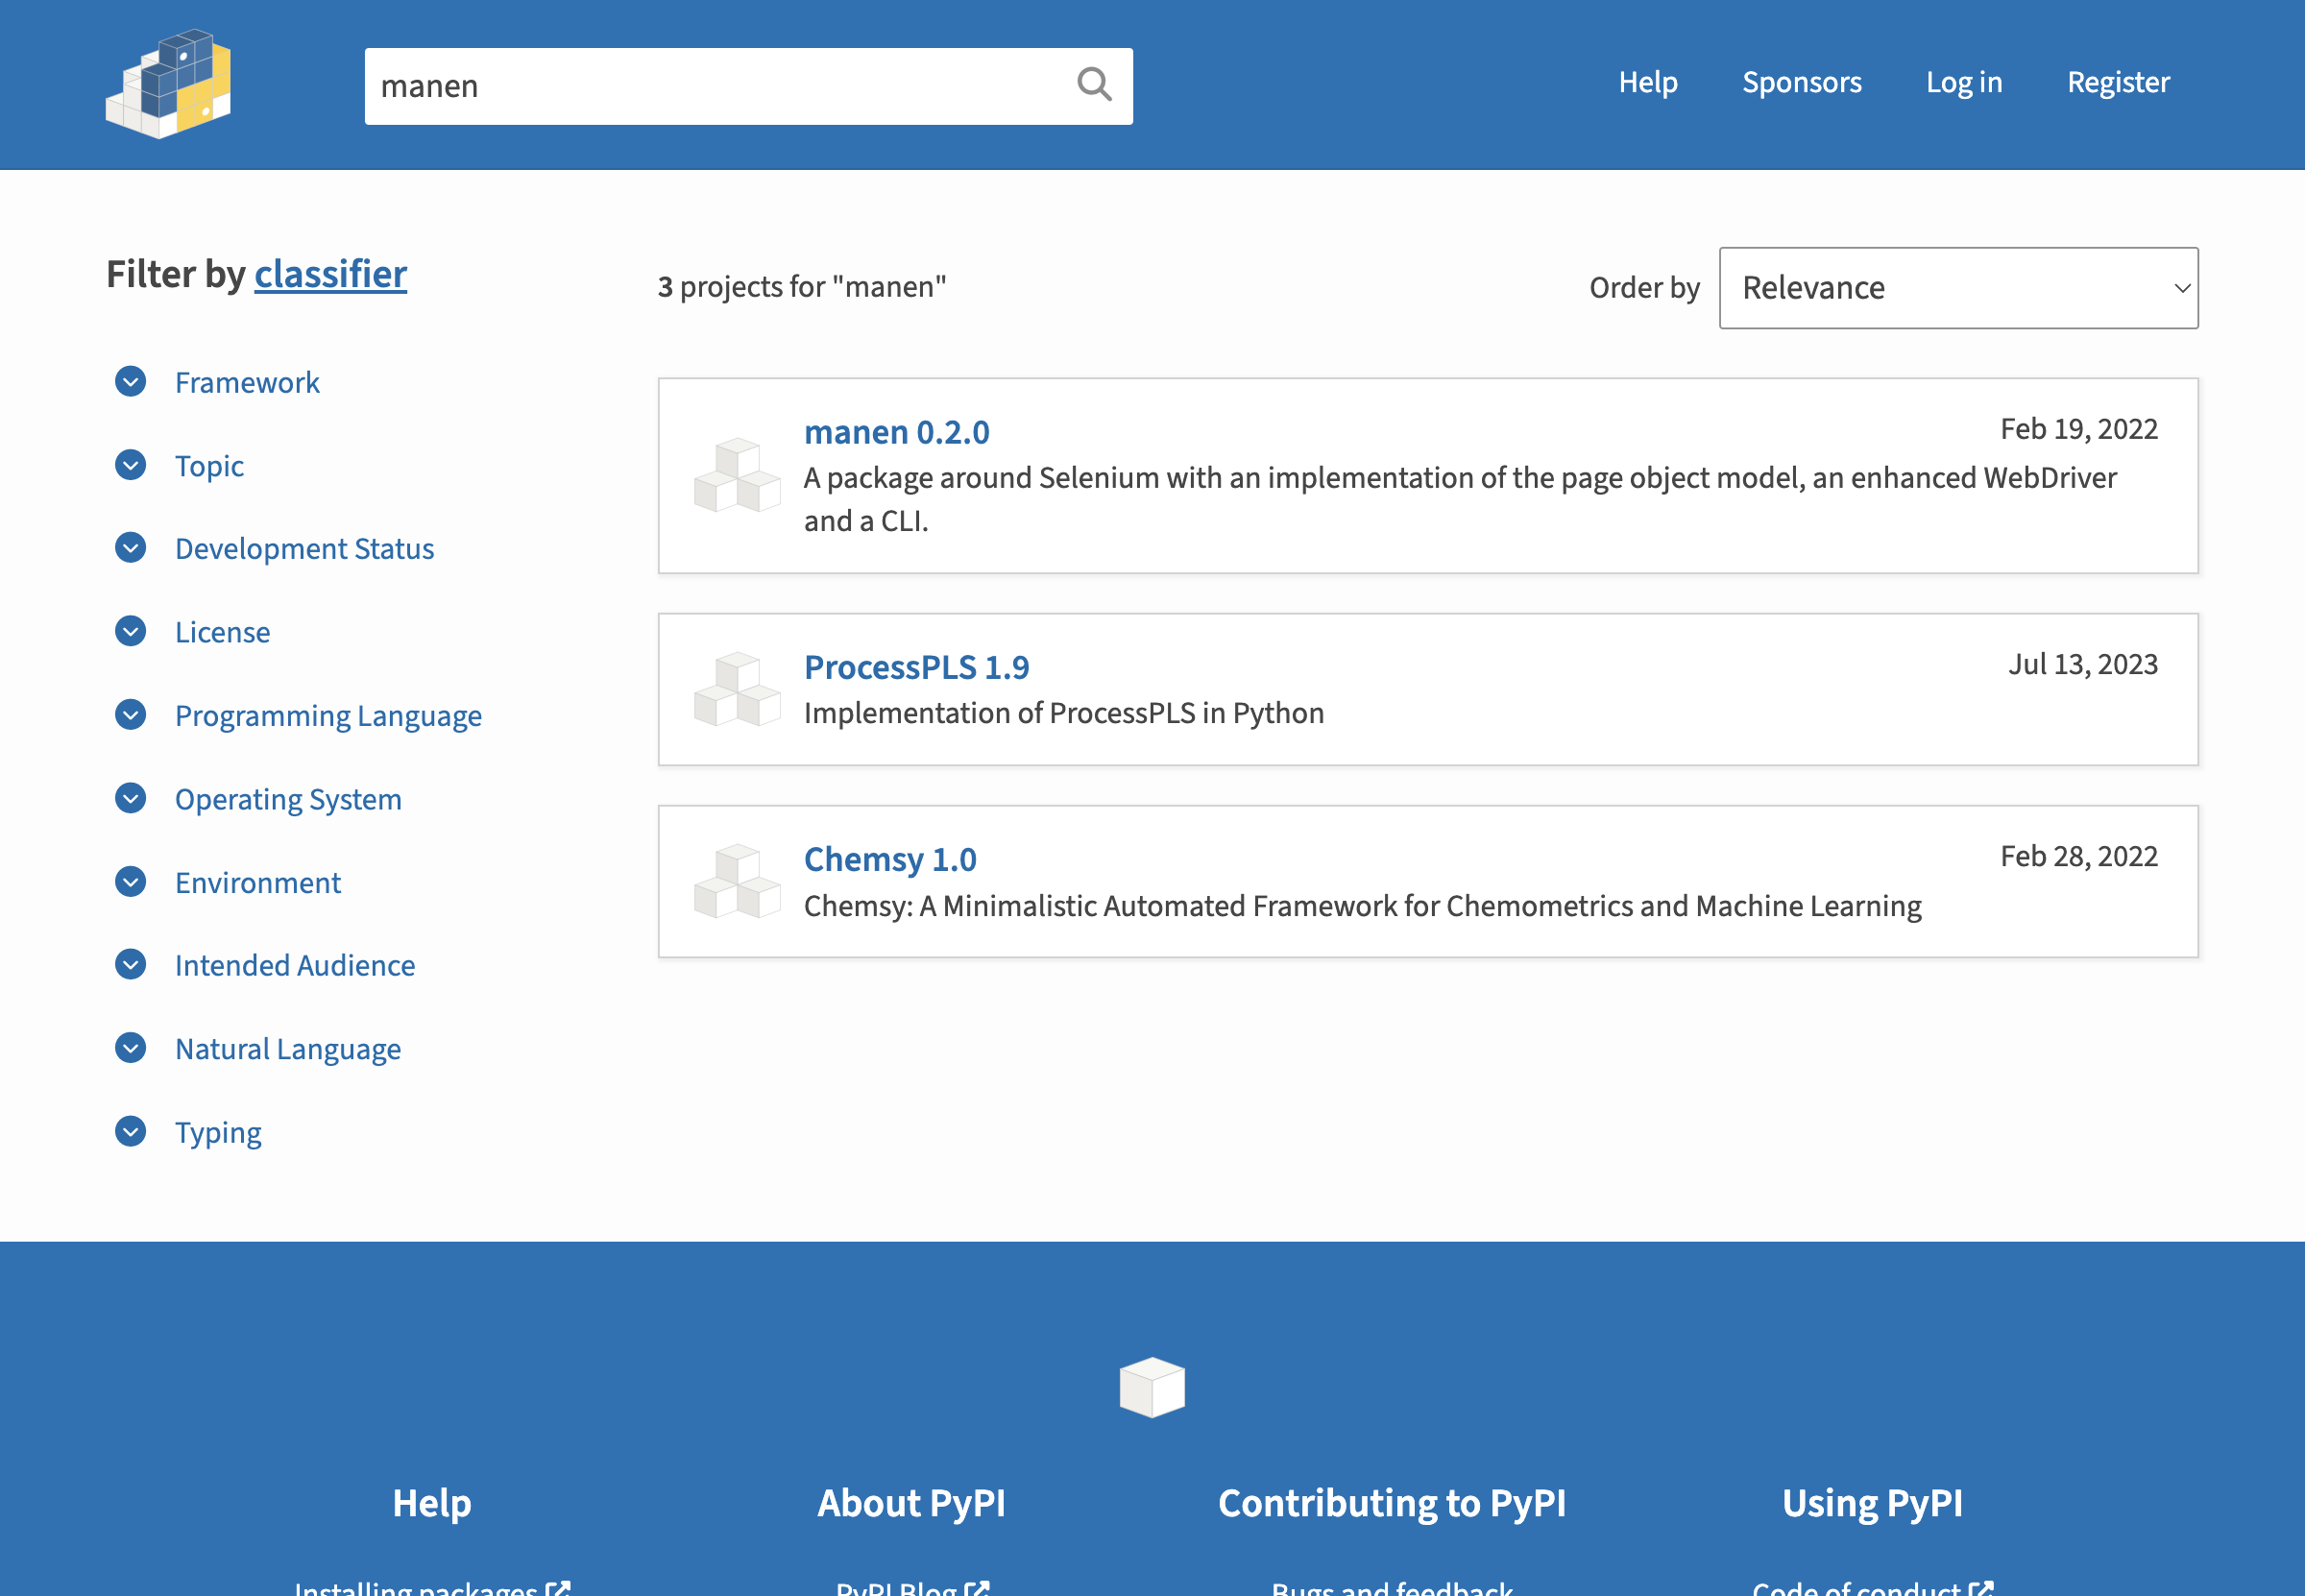 manen
Help
Sponsors
Log in
Register
Filter by classifier
Framework
Topic
Development Status
License
Programming Language
Operating System
Environment
Intended Audience
Natural Language
Typing
3 projects for "manen"
Order by
Relevance
manen 0.2.0
Feb 19, 2022
A package around Selenium with an implementation of the page object model, an enhanced WebDriver
and a CLI.
ProcessPLS 1.9
Jul 13, 2023
Implementation of ProcessPLS in Python
Chemsy 1.0
Feb 28, 2022
Chemsy: A Minimalistic Automated Framework for Chemometrics and Machine Learning
Help
About PyPI
Contributing to PyPI
Using PyPI
Installing packages
PyPI Blog
Bugs and feedback
Code of conduct